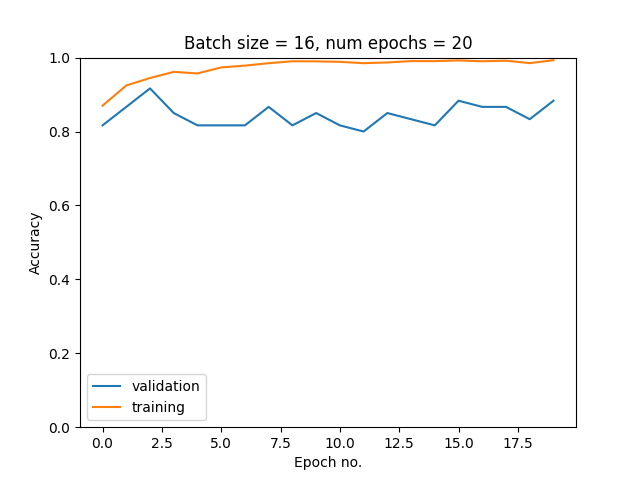 Batch size = 16, num epochs = 20
1.0
0.8
0.6
0.4
0.2
0.0
Accuracy
validation
training
0.0 2.5 5.0 7.5 10.0 12.5 15.0 17.5
Epoch no.